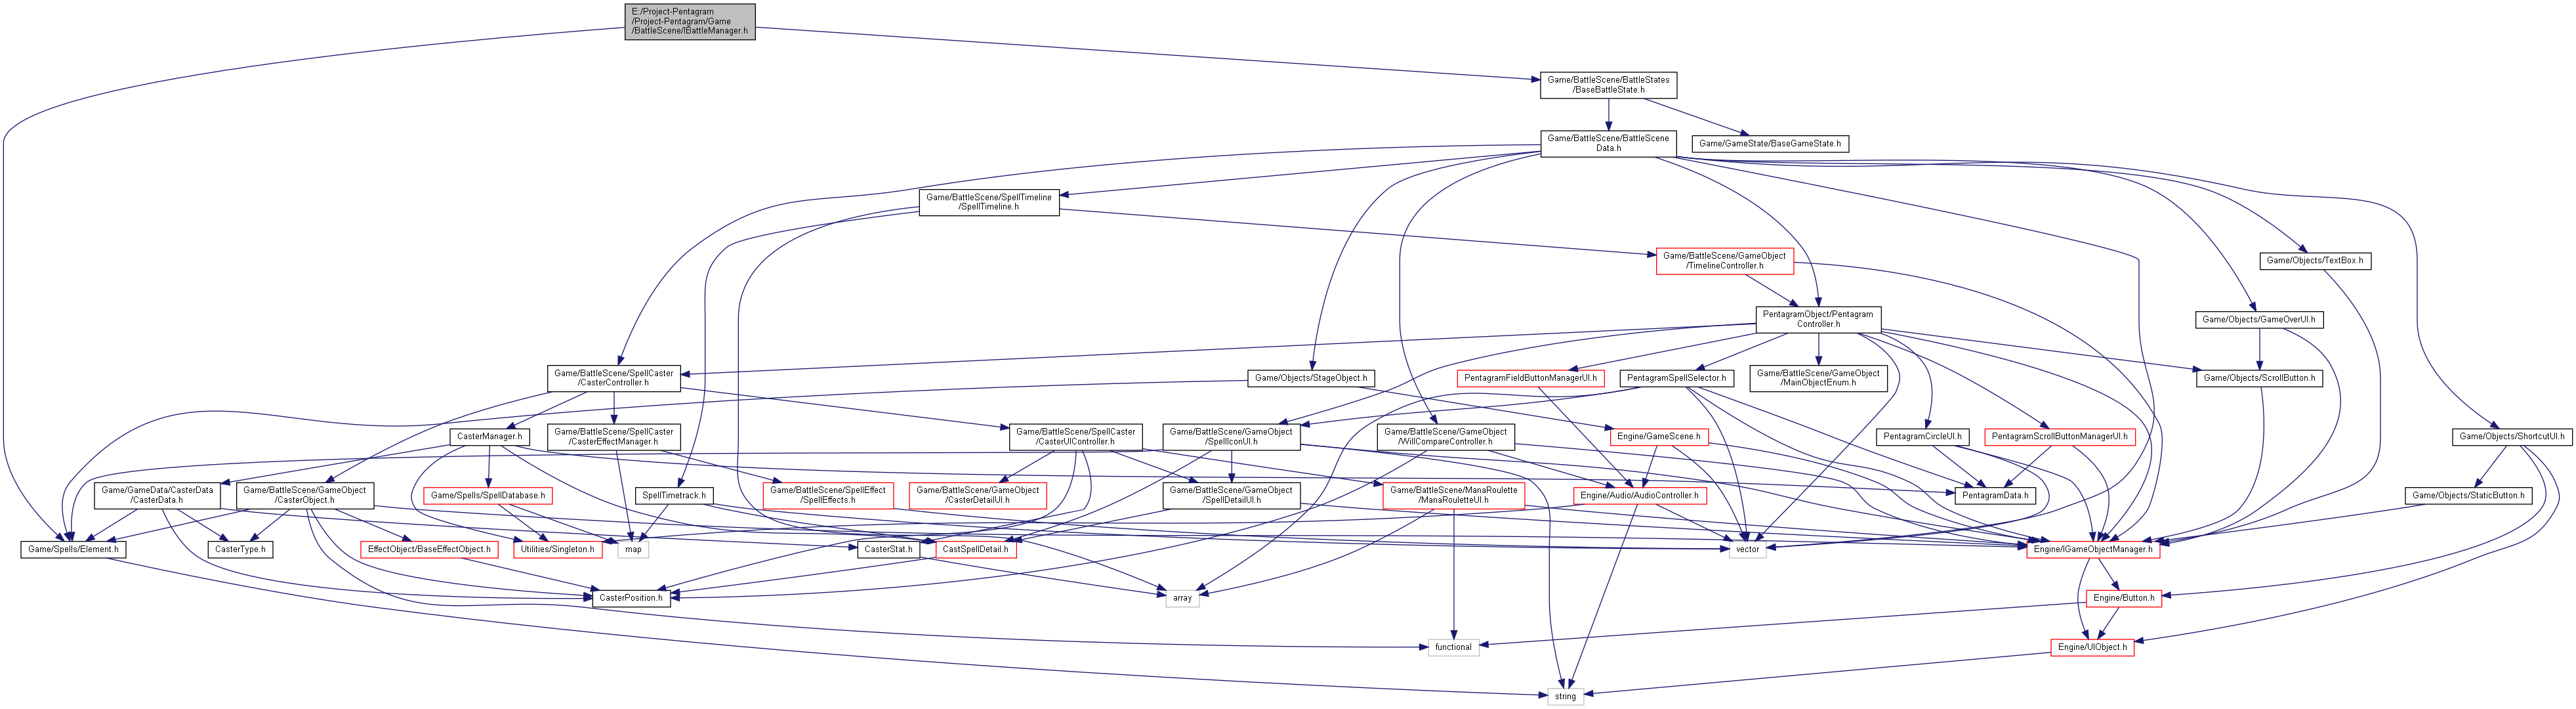 E:/Project-Pentagram
/Project-Pentagram/Game
/BattleScene/IBattleManager.h
Game/BattleScene/BattleStates
/BaseBattleState.h
Game/BattleScene/BattleScene
Data.h
Game/GameState/BaseGameState.h
Game/BattleScene/SpellTimeline
/SpellTimeline.h
Game/BattleScene/GameObject
/TimelineController.h
Game/Objects/TextBox.h
PentagramObject/Pentagram
Controller.h
Game/Objects/GameOverUI.h
Game/BattleScene/SpellCaster
/CasterController.h
Game/Objects/StageObject.h
PentagramFieldButtonManagerUI.h
PentagramSpellSelector.h
Game/BattleScene/GameObject
/MainObjectEnum.h
Game/Objects/ScrollButton.h
CasterManager.h
Game/BattleScene/SpellCaster
/CasterEffectManager.h
Game/BattleScene/SpellCaster
/CasterUIController.h
Game/BattleScene/GameObject
/SpellIconUI.h
Game/BattleScene/GameObject
/WillCompareController.h
Engine/GameScene.h
PentagramCircleUI.h
PentagramScrollButtonManagerUI.h
Game/Objects/ShortcutUI.h
Game/GameData/CasterData
/CasterData.h
Game/BattleScene/GameObject
/CasterObject.h
Game/Spells/SpellDatabase.h
SpellTimetrack.h
Game/BattleScene/SpellEffect
/SpellEffects.h
Game/BattleScene/GameObject
/CasterDetailUI.h
Game/BattleScene/GameObject
/SpellDetailUI.h
Game/BattleScene/ManaRoulette
/ManaRouletteUI.h
Engine/Audio/AudioController.h
PentagramData.h
Game/Objects/StaticButton.h
Game/Spells/Element.h
CasterType.h
EffectObject/BaseEffectObject.h
Utilities/Singleton.h
map
CasterStat.h
CastSpellDetail.h
vector
Engine/IGameObjectManager.h
CasterPosition.h
array
Engine/Button.h
functional
Engine/UIObject.h
string